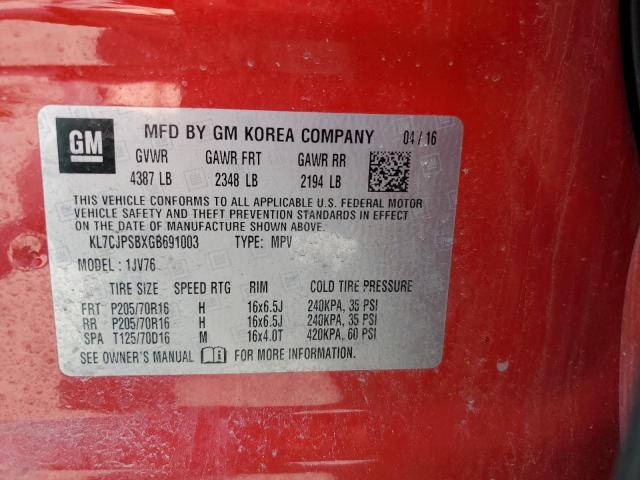 GM MFD BY GM KOREA COMPANY 04/16
GVWR GAWR FRT GAWR RR
4387 LB 2348 LB 2194 LB
THIS VEHICLE CONFORMS TO ALL APPLICABLE U.S. FEDERAL MOTOR
VEHICLE SAFETY AND THEFT PREVENTION STANDARDS IN EFFECT
ON THE DATE OF MANUFACTURE SHOWN ABOVE.
KL7CJPSBXGB691003 TYPE: MPV
MODEL : 1JV76
TIRE SIZE SPEED RTG RIM COLD TIRE PRESSURE
FRT P205/70R16 H 16x6.5J 240KPA, 35 PSI
RR P205/70R16 H 16x6.5J 240KPA, 35 PSI
SPA T125/70D16 M 16x4.0T 420KPA, 60 PSI
SEE OWNER'S MANUAL FOR MORE INFORMATION.